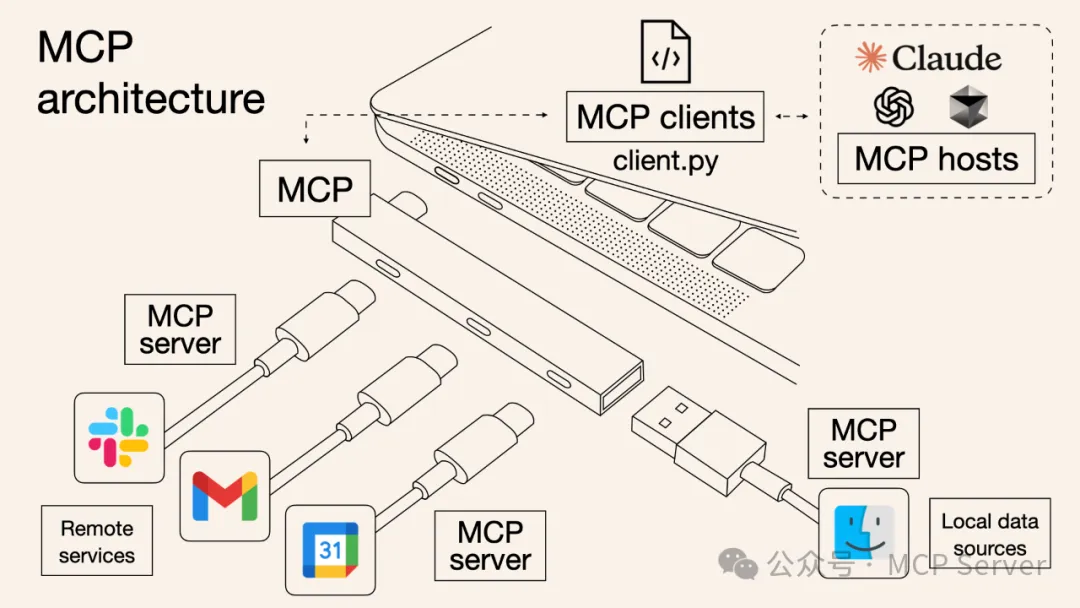 MCP
architecture
MCP clients
client.py
Claude
MCP hosts
MCP
MCP
server
Remote
services
31
MCP
server
MCP
server
Local data
sources
公众号 · MCP Server